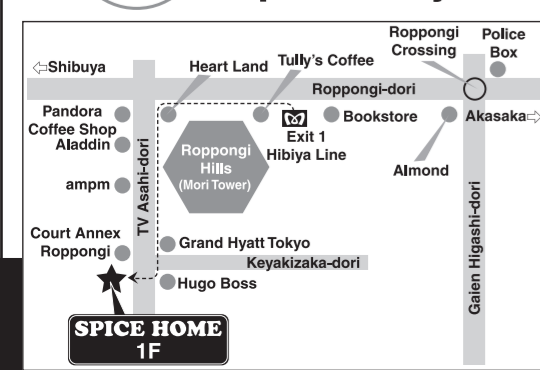 Roppongi
Crossing
Police
Box
⇦Shibuya
Heart Land
Tully's Coffee
Roppongi-dori
Pandora
Coffee Shop
Aladdin
Bookstore
Akasaka⇨
Exit 1
Hibiya Line
Roppongi
Hills
(Mori Tower)
Almond
ampm
TV Asahi-dori
Gaien Higashi-dori
Court Annex
Roppongi
Grand Hyatt Tokyo
Keyakizaka-dori
Hugo Boss
SPICE HOME
1F